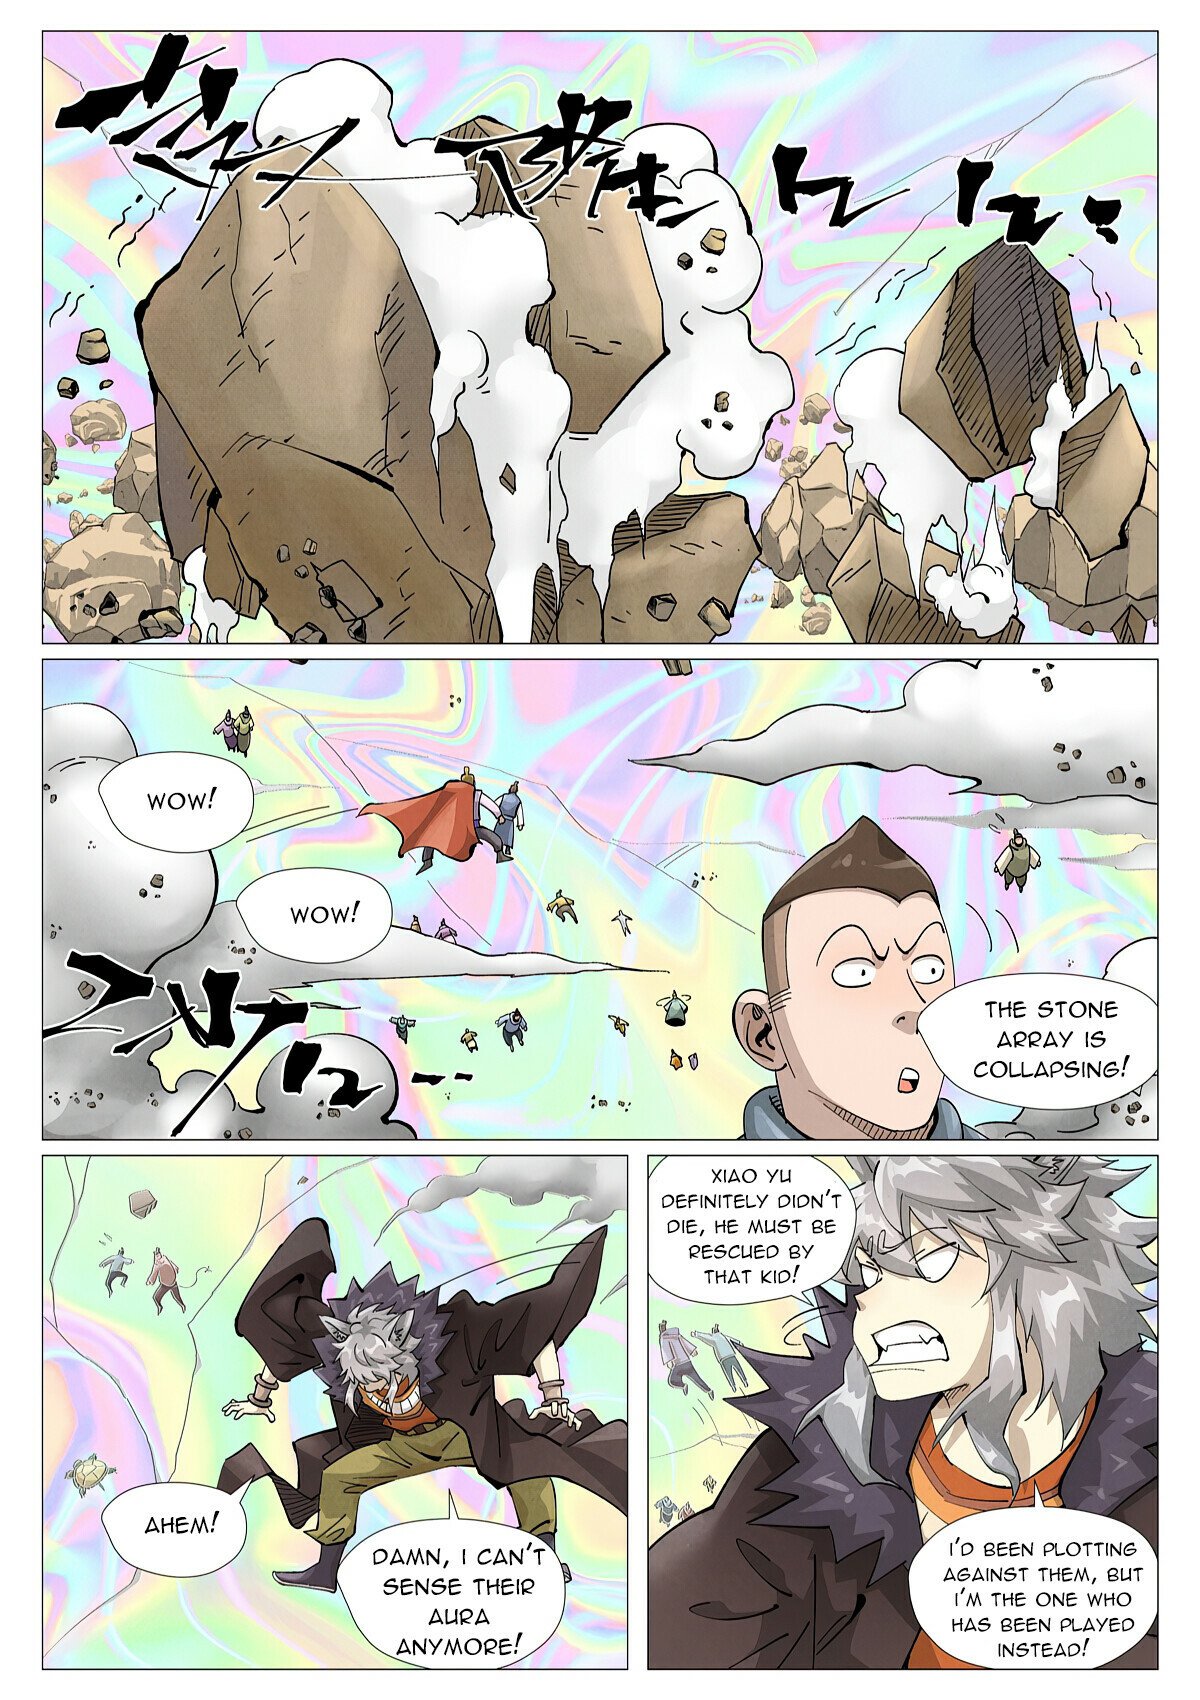 WOW!
WOW!
THE STONE
ARRAY IS
COLLAPSING!
AHEM!
DAMN, I CAN'T
SENSE THEIR
AURA
ANYMORE!
XIAO YU
DEFINITELY DIDN'T
DIE, HE MUST BE
RESCUED BY
THAT KID!
I'D BEEN PLOTTING
AGAINST THEM, BUT
I'M THE ONE WHO
HAS BEEN PLAYED
INSTEAD!